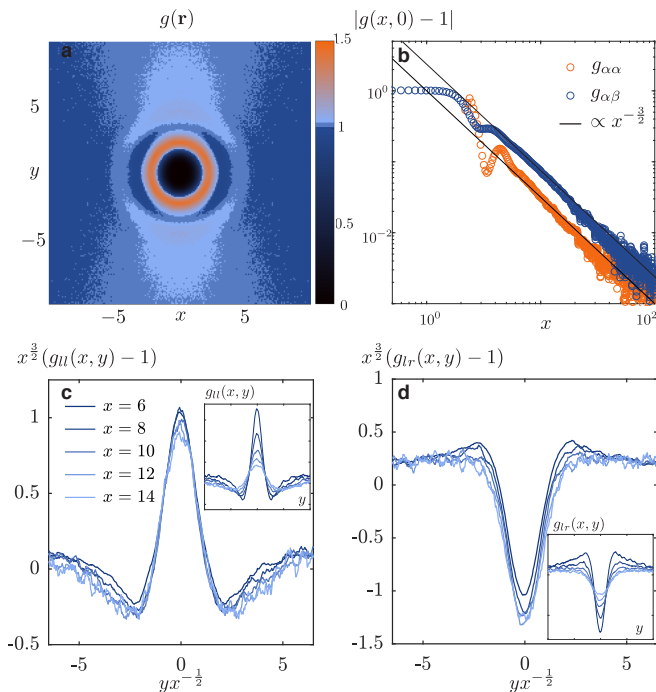 g(r)
a
5
y
−5
−5
x
5
1.5
1
0.5
0
|g(x, 0) − 1|
b
g_αα
g_αβ
∝ x^{−3/2}
10^0
10^{−2}
10^0
10^1
10^2
x
x^{3/2}(g_ll(x, y) − 1)
c
x = 6
x = 8
x = 10
x = 12
x = 14
g_ll(x, y)
y
1
0.5
0
-0.5
-5
0
5
yx^{−1/2}
x^{3/2}(g_lr(x, y) − 1)
d
g_lr(x, y)
y
1
0.5
0
-0.5
-1
-1.5
-5
0
5
yx^{−1/2}